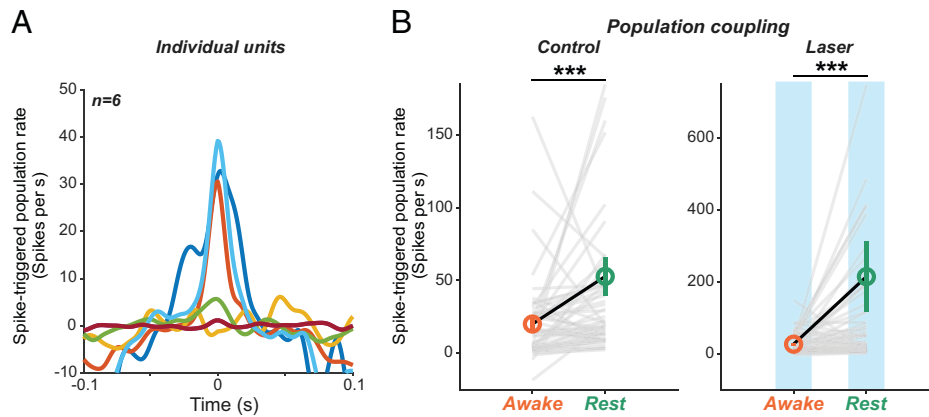 A
Individual units
n=6
Spike-triggered population rate
(Spikes per s)
50
40
30
20
10
0
-10
-0.1
0
0.1
Time (s)
B
Population coupling
Control
***
Spike-triggered population rate
(Spikes per s)
150
100
50
0
Awake
Rest
Laser
***
600
400
200
0
Awake
Rest